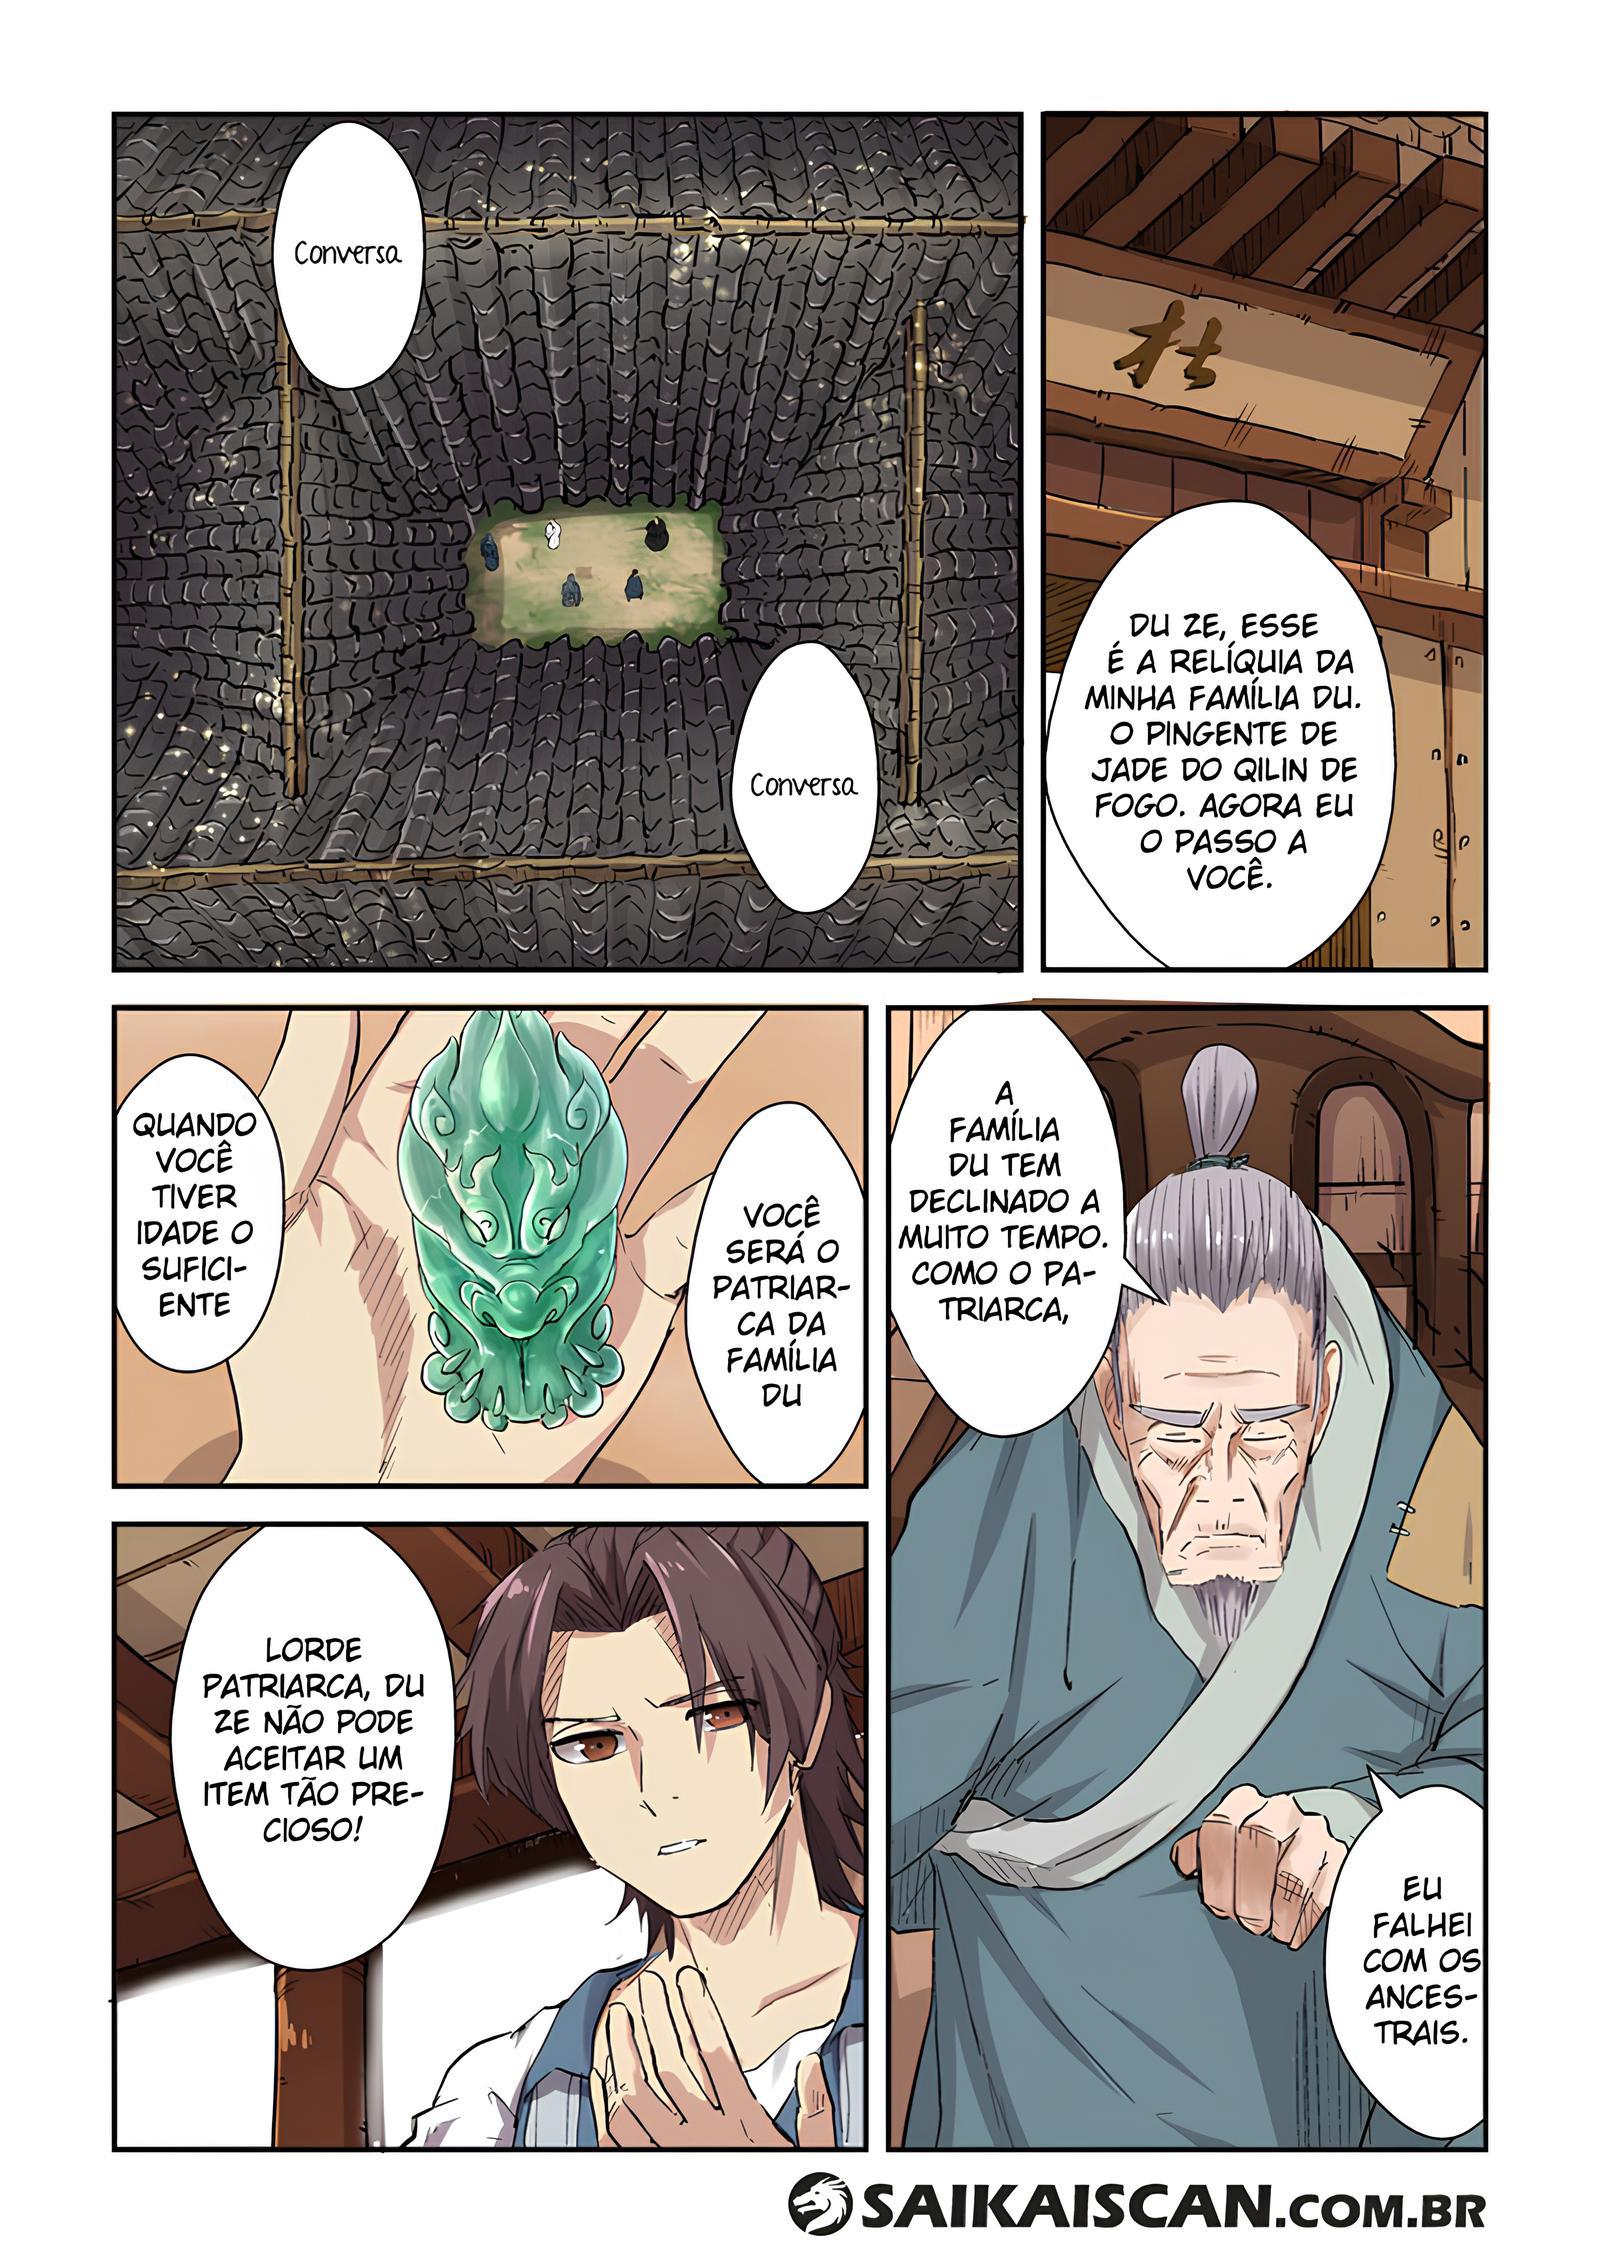 Conversa
Conversa
杜
DU ZE, ESSE
É A RELÍQUIA DA
MINHA FAMÍLIA DU.
O PINGENTE DE
JADE DO QILIN DE
FOGO. AGORA EU
O PASSO A
VOCÊ.
QUANDO
VOCÊ
TIVER
IDADE O
SUFICI-
ENTE
VOCÊ
SERÁ O
PATRIAR-
CA DA
FAMÍLIA
DU
A
FAMÍLIA
DU TEM
DECLINADO A
MUITO TEMPO.
COMO O PA-
TRIARCA,
EU
FALHEI
COM OS
ANCES-
TRAIS.
LORDE
PATRIARCA, DU
ZE NÃO PODE
ACEITAR UM
ITEM TÃO PRE-
CIOSO!
SAIKAISCAN.COM.BR